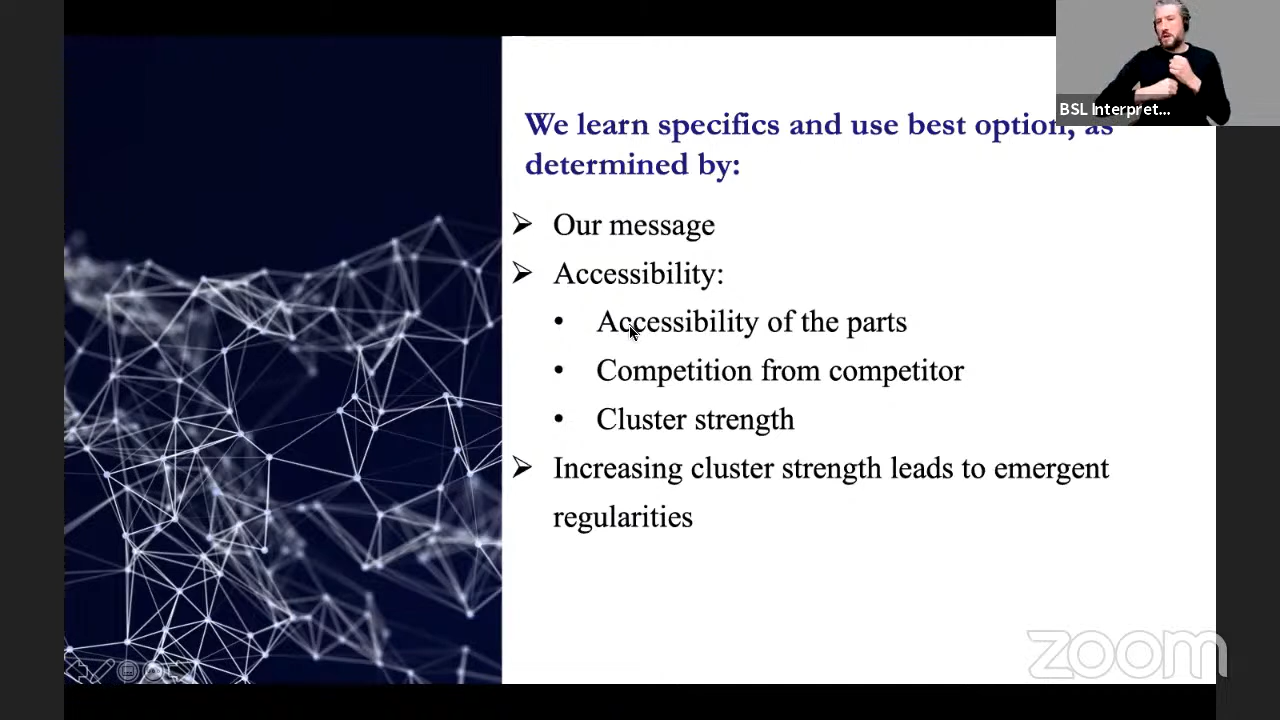 BSL Interpret...
We learn specifics and use best option, as
determined by:
Our message
Accessibility:
Accessibility of the parts
Competition from competitor
Cluster strength
Increasing cluster strength leads to emergent
regularities
zoom